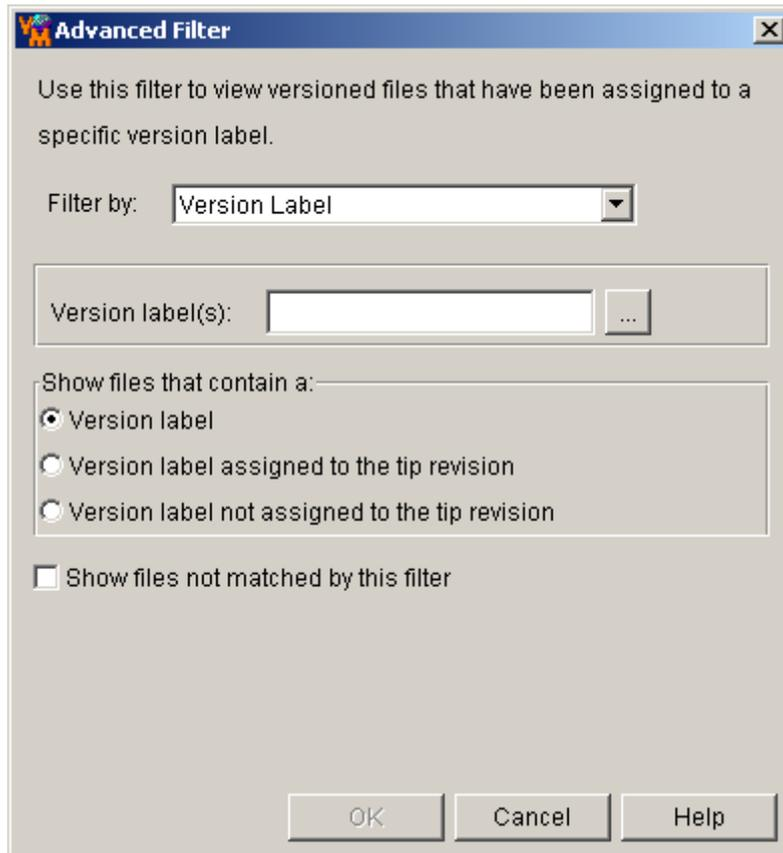 Advanced Filter
Use this filter to view versioned files that have been assigned to a
specific version label.
Filter by: Version Label
Version label(s): ...
Show files that contain a:
Version label
Version label assigned to the tip revision
Version label not assigned to the tip revision
Show files not matched by this filter
OK Cancel Help